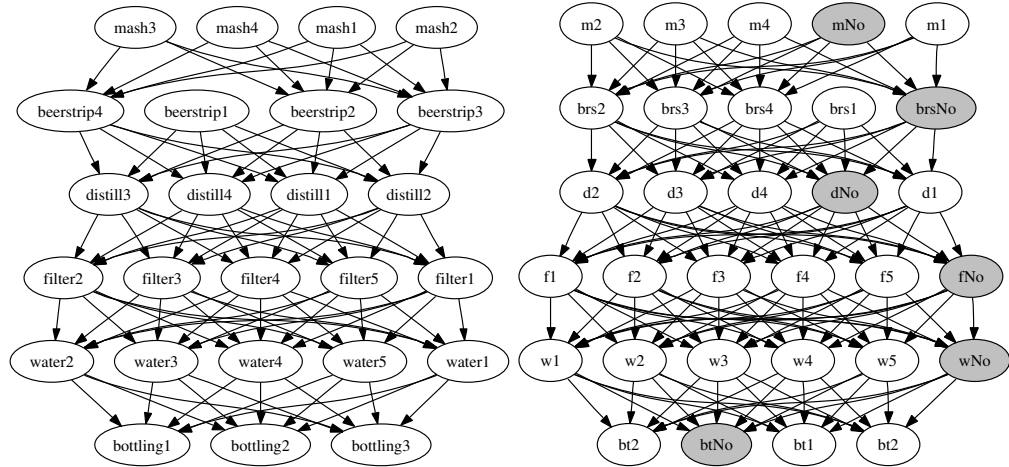 mash3 mash4 mash1 mash2 m2 m3 m4 mNo m1
beerstrip4 beerstrip1 beerstrip2 beerstrip3 brs2 brs3 brs4 brs1 brsNo
distill3 distill4 distill1 distill2 d2 d3 d4 dNo d1
filter2 filter3 filter4 filter5 filter1 f1 f2 f3 f4 f5 fNo
water2 water3 water4 water5 water1 w1 w2 w3 w4 w5 wNo
bottling1 bottling2 bottling3 bt2 btNo bt1 bt2